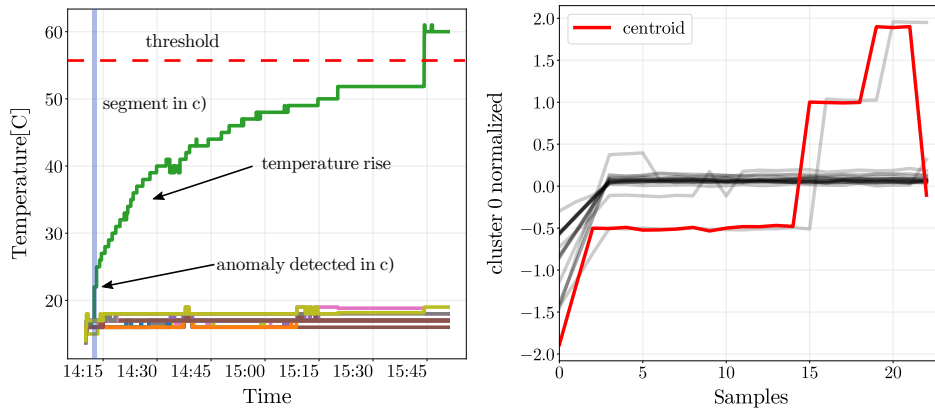 60
50
40
30
20
Temperature[C]
threshold
segment in c)
temperature rise
anomaly detected in c)
14:15 14:30 14:45 15:00 15:15 15:30 15:45
Time
2.0
1.5
1.0
0.5
0.0
−0.5
−1.0
−1.5
−2.0
cluster 0 normalized
centroid
0 5 10 15 20
Samples